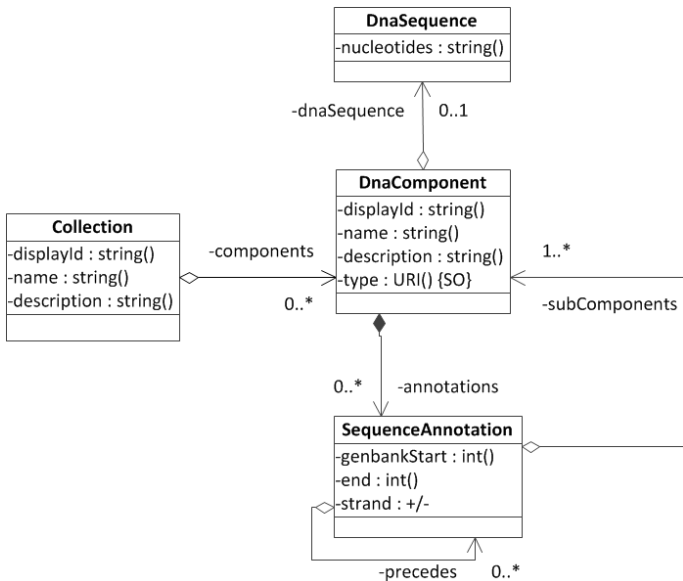 DnaSequence
-nucleotides : string()
-dnaSequence
0..1
DnaComponent
-displayId : string()
-name : string()
-description : string()
-type : URI() {SO}
Collection
-displayId : string()
-name : string()
-description : string()
-components
0..*
1..*
-subComponents
0..*
-annotations
SequenceAnnotation
-genbankStart : int()
-end : int()
-strand : +/-
-precedes
0..*